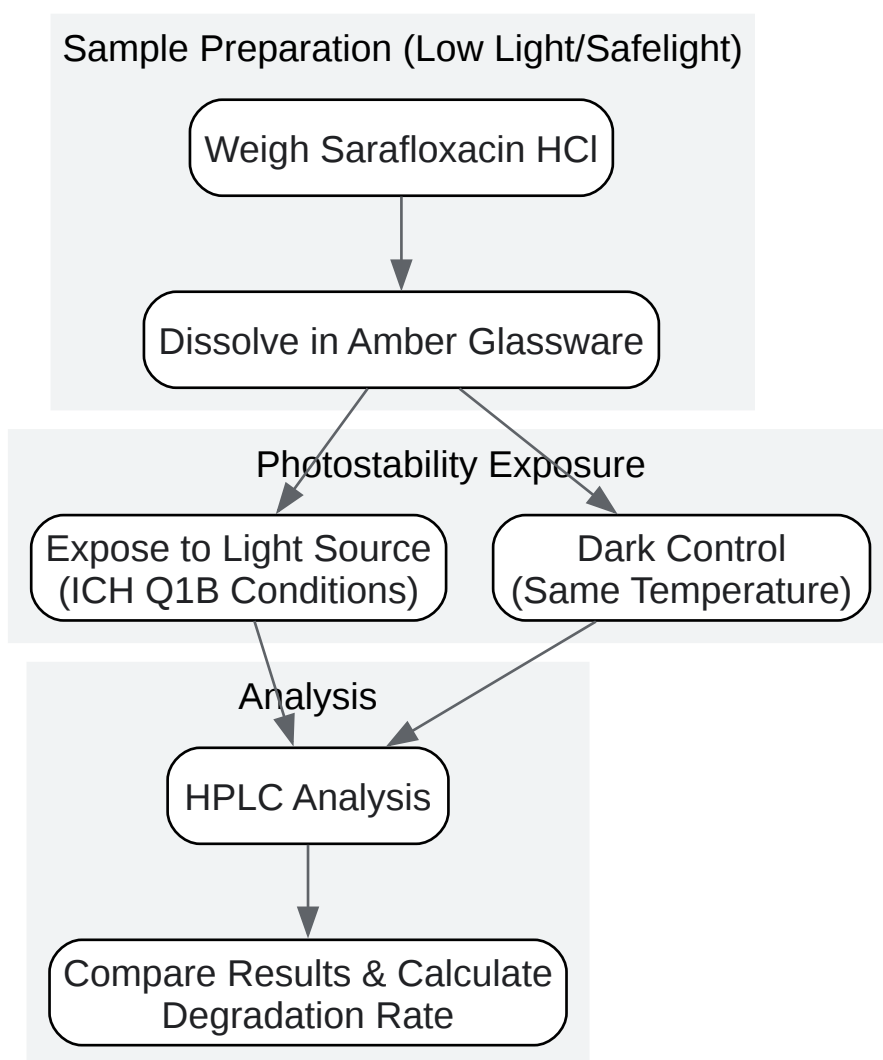 Sample Preparation (Low Light/Safelight)
Weigh Sarafloxacin HCl
Dissolve in Amber Glassware
Photostability Exposure
Expose to Light Source
(ICH Q1B Conditions)
Dark Control
(Same Temperature)
Analysis
HPLC Analysis
Compare Results & Calculate
Degradation Rate